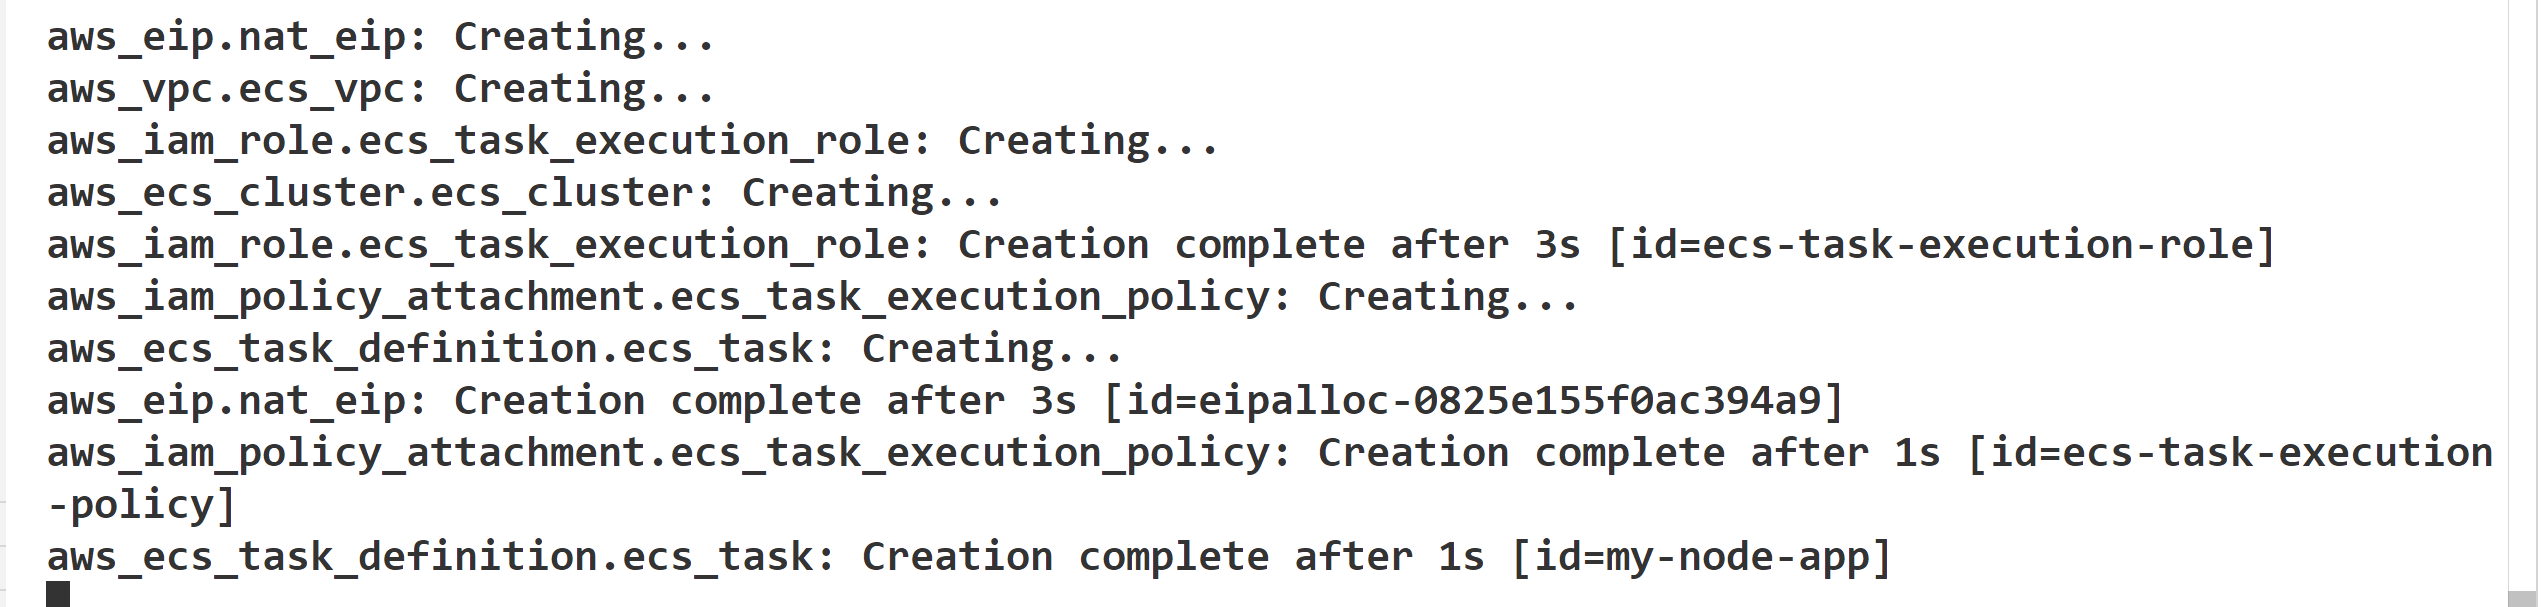 aws_eip.nat_eip: Creating...
aws_vpc.ecs_vpc: Creating...
aws_iam_role.ecs_task_execution_role: Creating...
aws_ecs_cluster.ecs_cluster: Creating...
aws_iam_role.ecs_task_execution_role: Creation complete after 3s [id=ecs-task-execution-role]
aws_iam_policy_attachment.ecs_task_execution_policy: Creating...
aws_ecs_task_definition.ecs_task: Creating...
aws_eip.nat_eip: Creation complete after 3s [id=eipalloc-0825e155f0ac394a9]
aws_iam_policy_attachment.ecs_task_execution_policy: Creation complete after 1s [id=ecs-task-execution
-policy]
aws_ecs_task_definition.ecs_task: Creation complete after 1s [id=my-node-app]